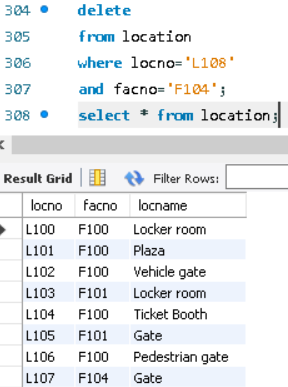 304 delete
305 from location
306 where locno='L108'
307 and facno='F104';
308 select * from location;
Result Grid Filter Rows:
locno facno locname
L100 F100 Locker room
L101 F100 Plaza
L102 F100 Vehicle gate
L103 F101 Locker room
L104 F100 Ticket Booth
L105 F101 Gate
L106 F100 Pedestrian gate
L107 F104 Gate